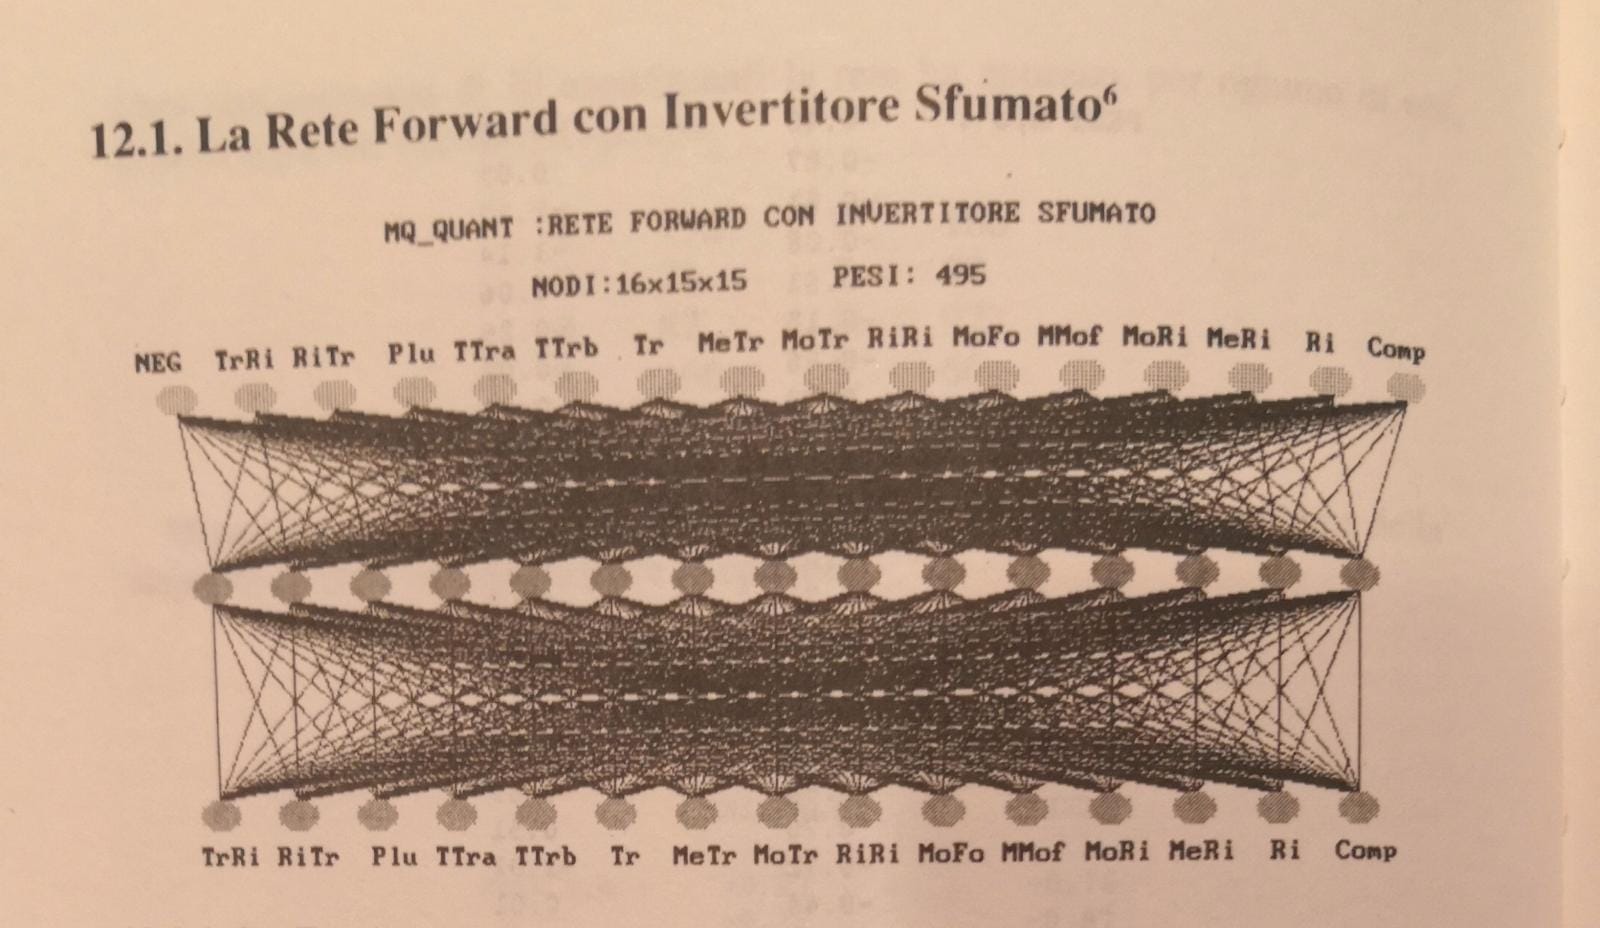 12.1. La Rete Forward con Invertitore Sfumato⁶
MQ_QUANT :RETE FORWARD CON INVERTITORE SFUMATO
NODI:16x15x15 PESI: 495
NEG TrRi RiTr Plu TTra TTrb Tr MeTr MoTr RiRi MoFo MMof MoRi MeRi Ri Comp
TrRi RiTr Plu TTra TTrb Tr MeTr MoTr RiRi MoFo MMof MoRi MeRi Ri Comp